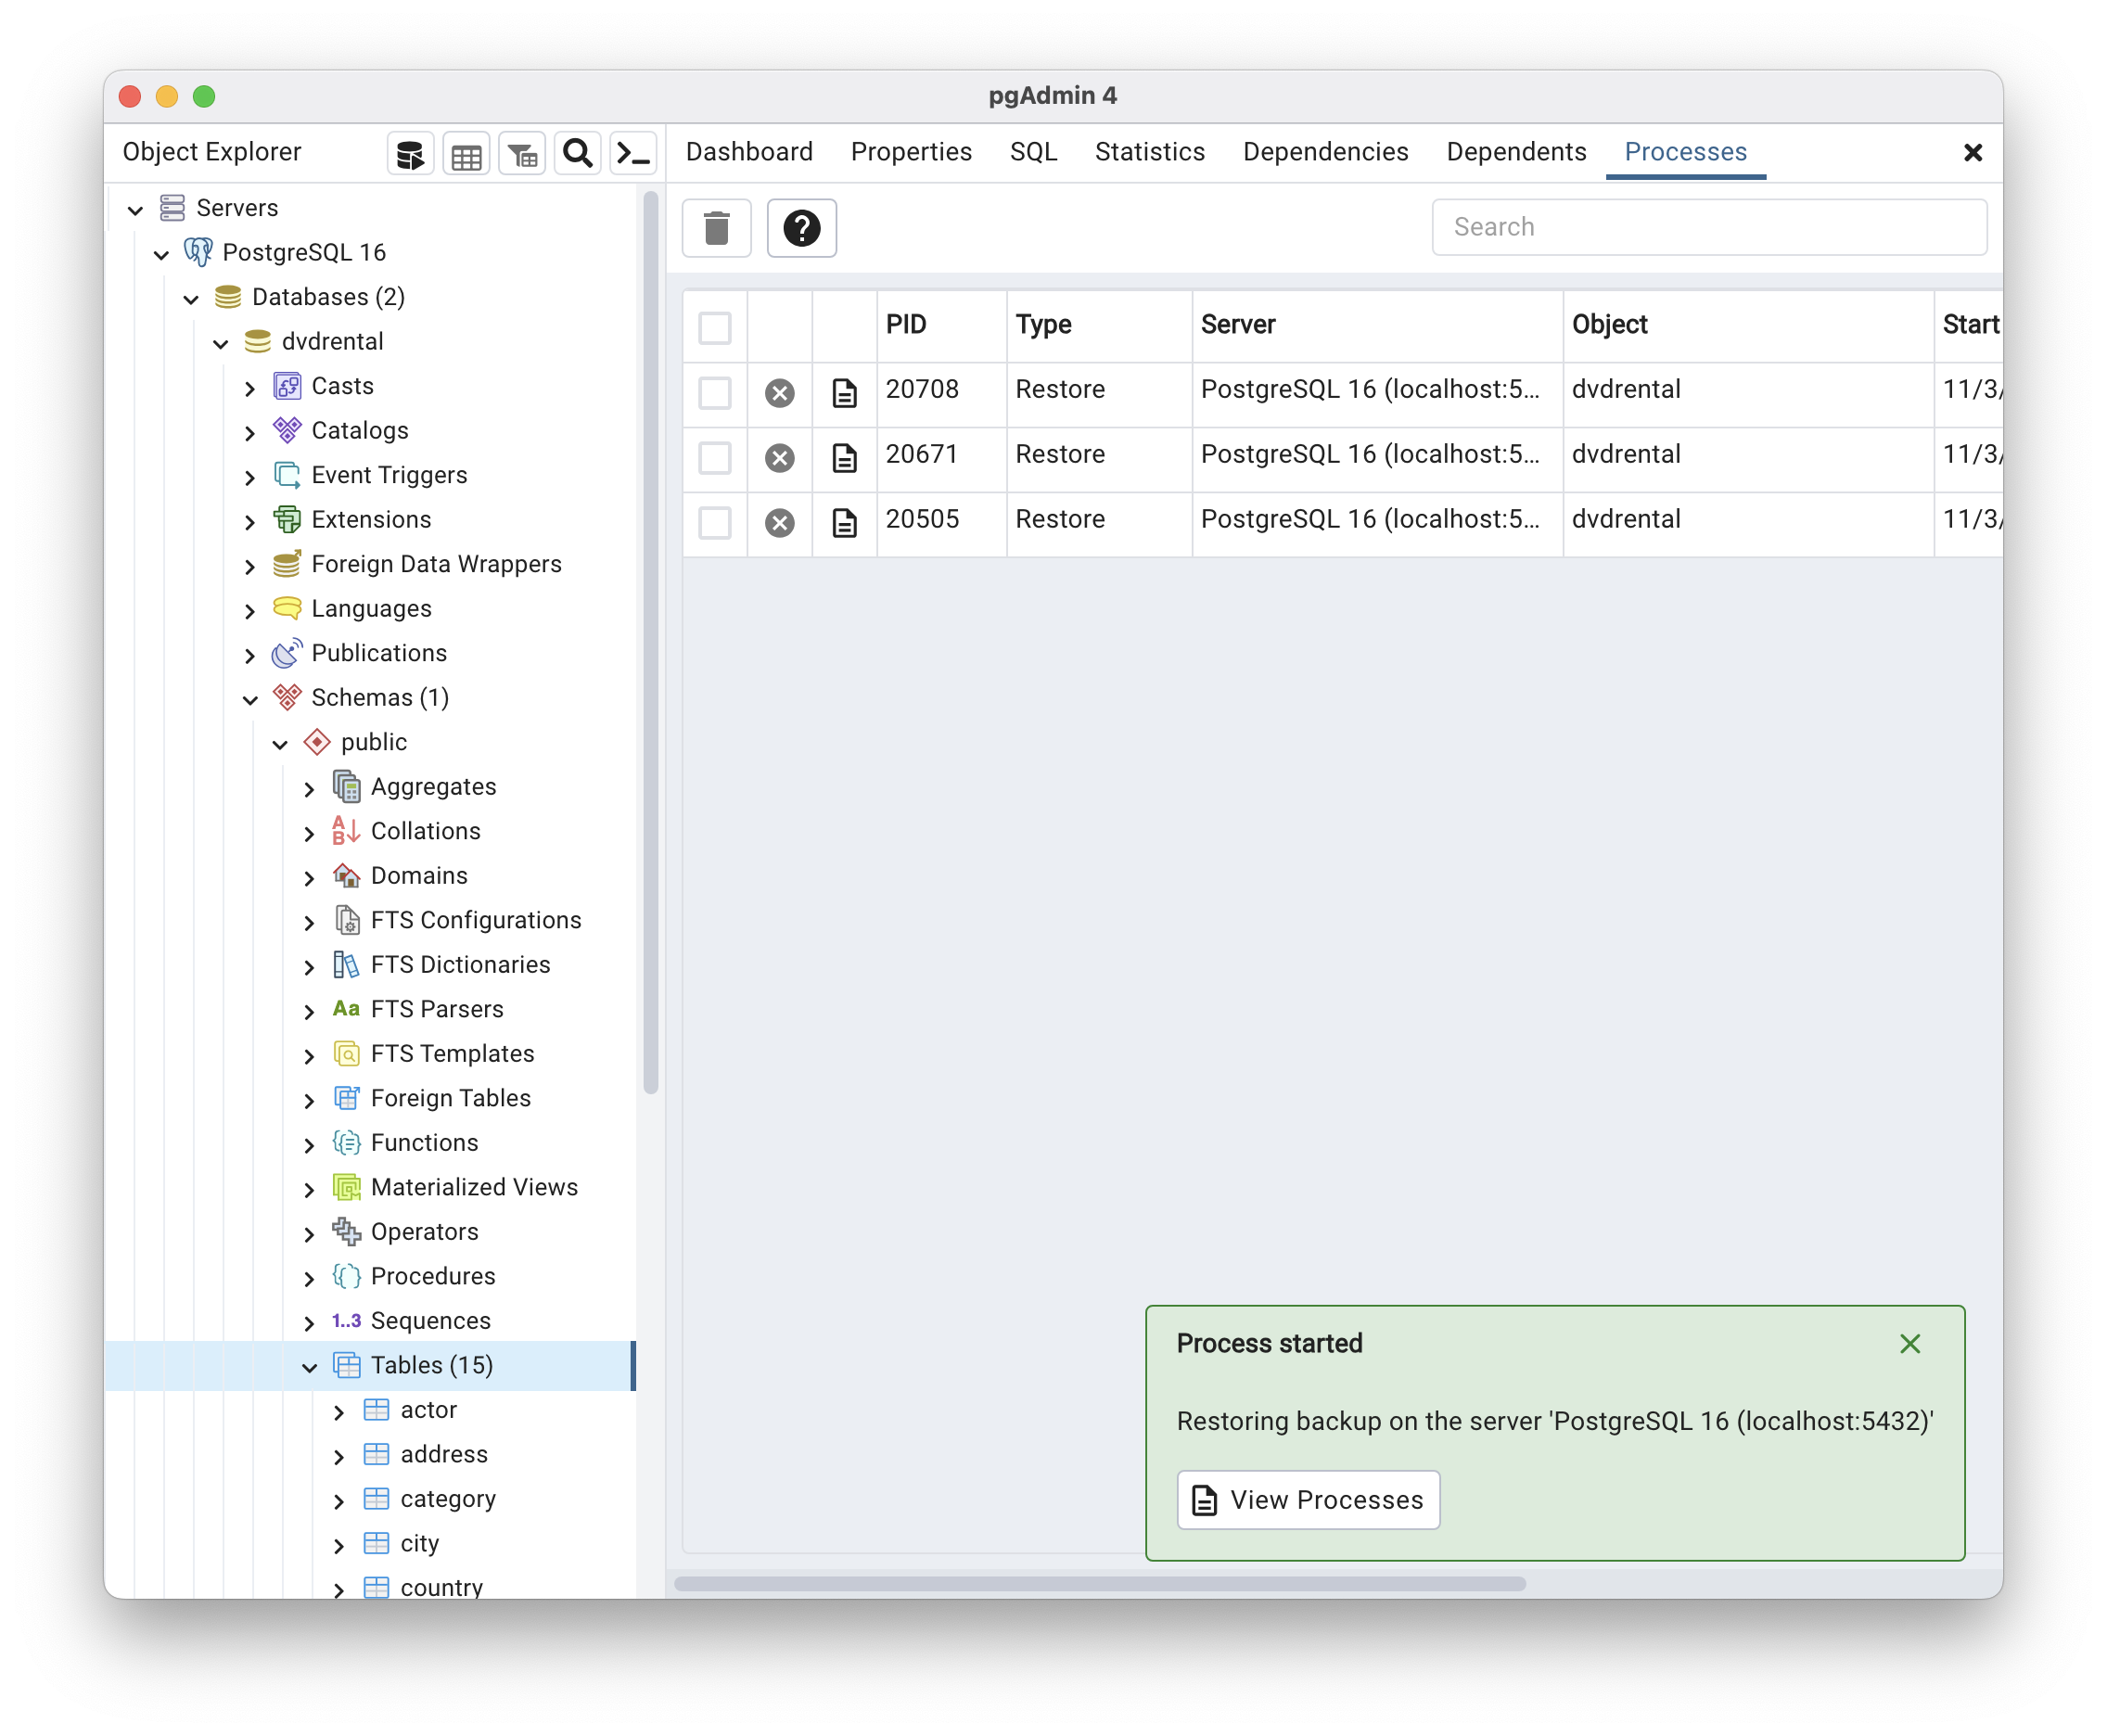 pgAdmin 4
Object Explorer
Dashboard Properties SQL Statistics Dependencies Dependents Processes
Servers
PostgreSQL 16
Databases (2)
dvdrental
Casts
Catalogs
Event Triggers
Extensions
Foreign Data Wrappers
Languages
Publications
Schemas (1)
public
Aggregates
Collations
Domains
FTS Configurations
FTS Dictionaries
Aa FTS Parsers
FTS Templates
Foreign Tables
Functions
Materialized Views
Operators
Procedures
1..3 Sequences
Tables (15)
actor
address
category
city
country
Search
PID Type Server Object Start
20708 Restore PostgreSQL 16 (localhost:5... dvdrental 11/3/
20671 Restore PostgreSQL 16 (localhost:5... dvdrental 11/3/
20505 Restore PostgreSQL 16 (localhost:5... dvdrental 11/3/
Process started
Restoring backup on the server 'PostgreSQL 16 (localhost:5432)'
View Processes